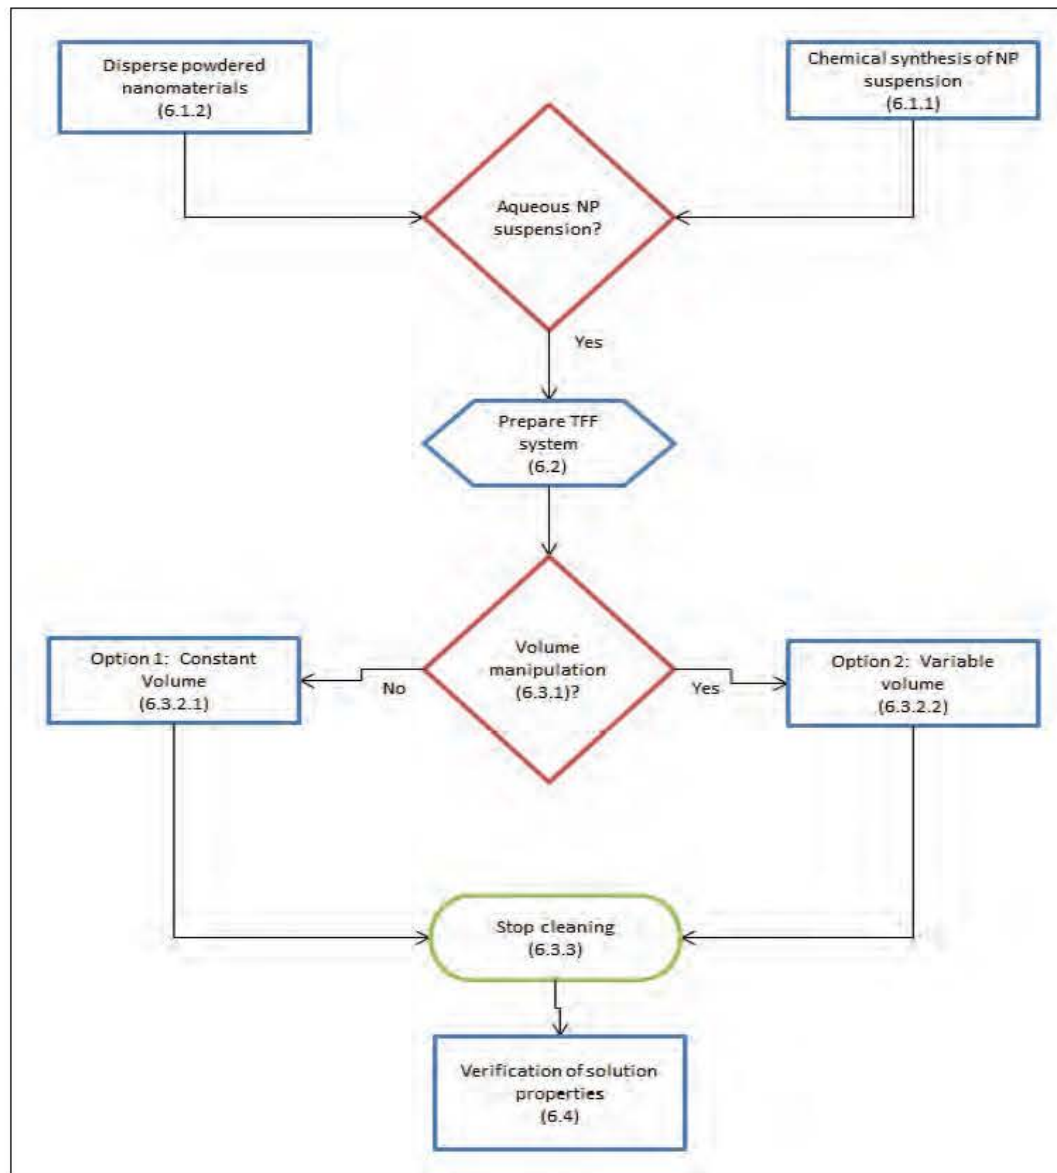 Disperse powdered
nanomaterials
(6.1.2)
Chemical synthesis of NP
suspension
(6.1.1)
Aqueous NP
suspension?
Yes
Prepare TFF
system
(6.2)
Volume
manipulation
(6.3.1)?
No
Yes
Option 1:  Constant
Volume
(6.3.2.1)
Option 2:  Variable
volume
(6.3.2.2)
Stop cleaning
(6.3.3)
Verification of solution
properties
(6.4)